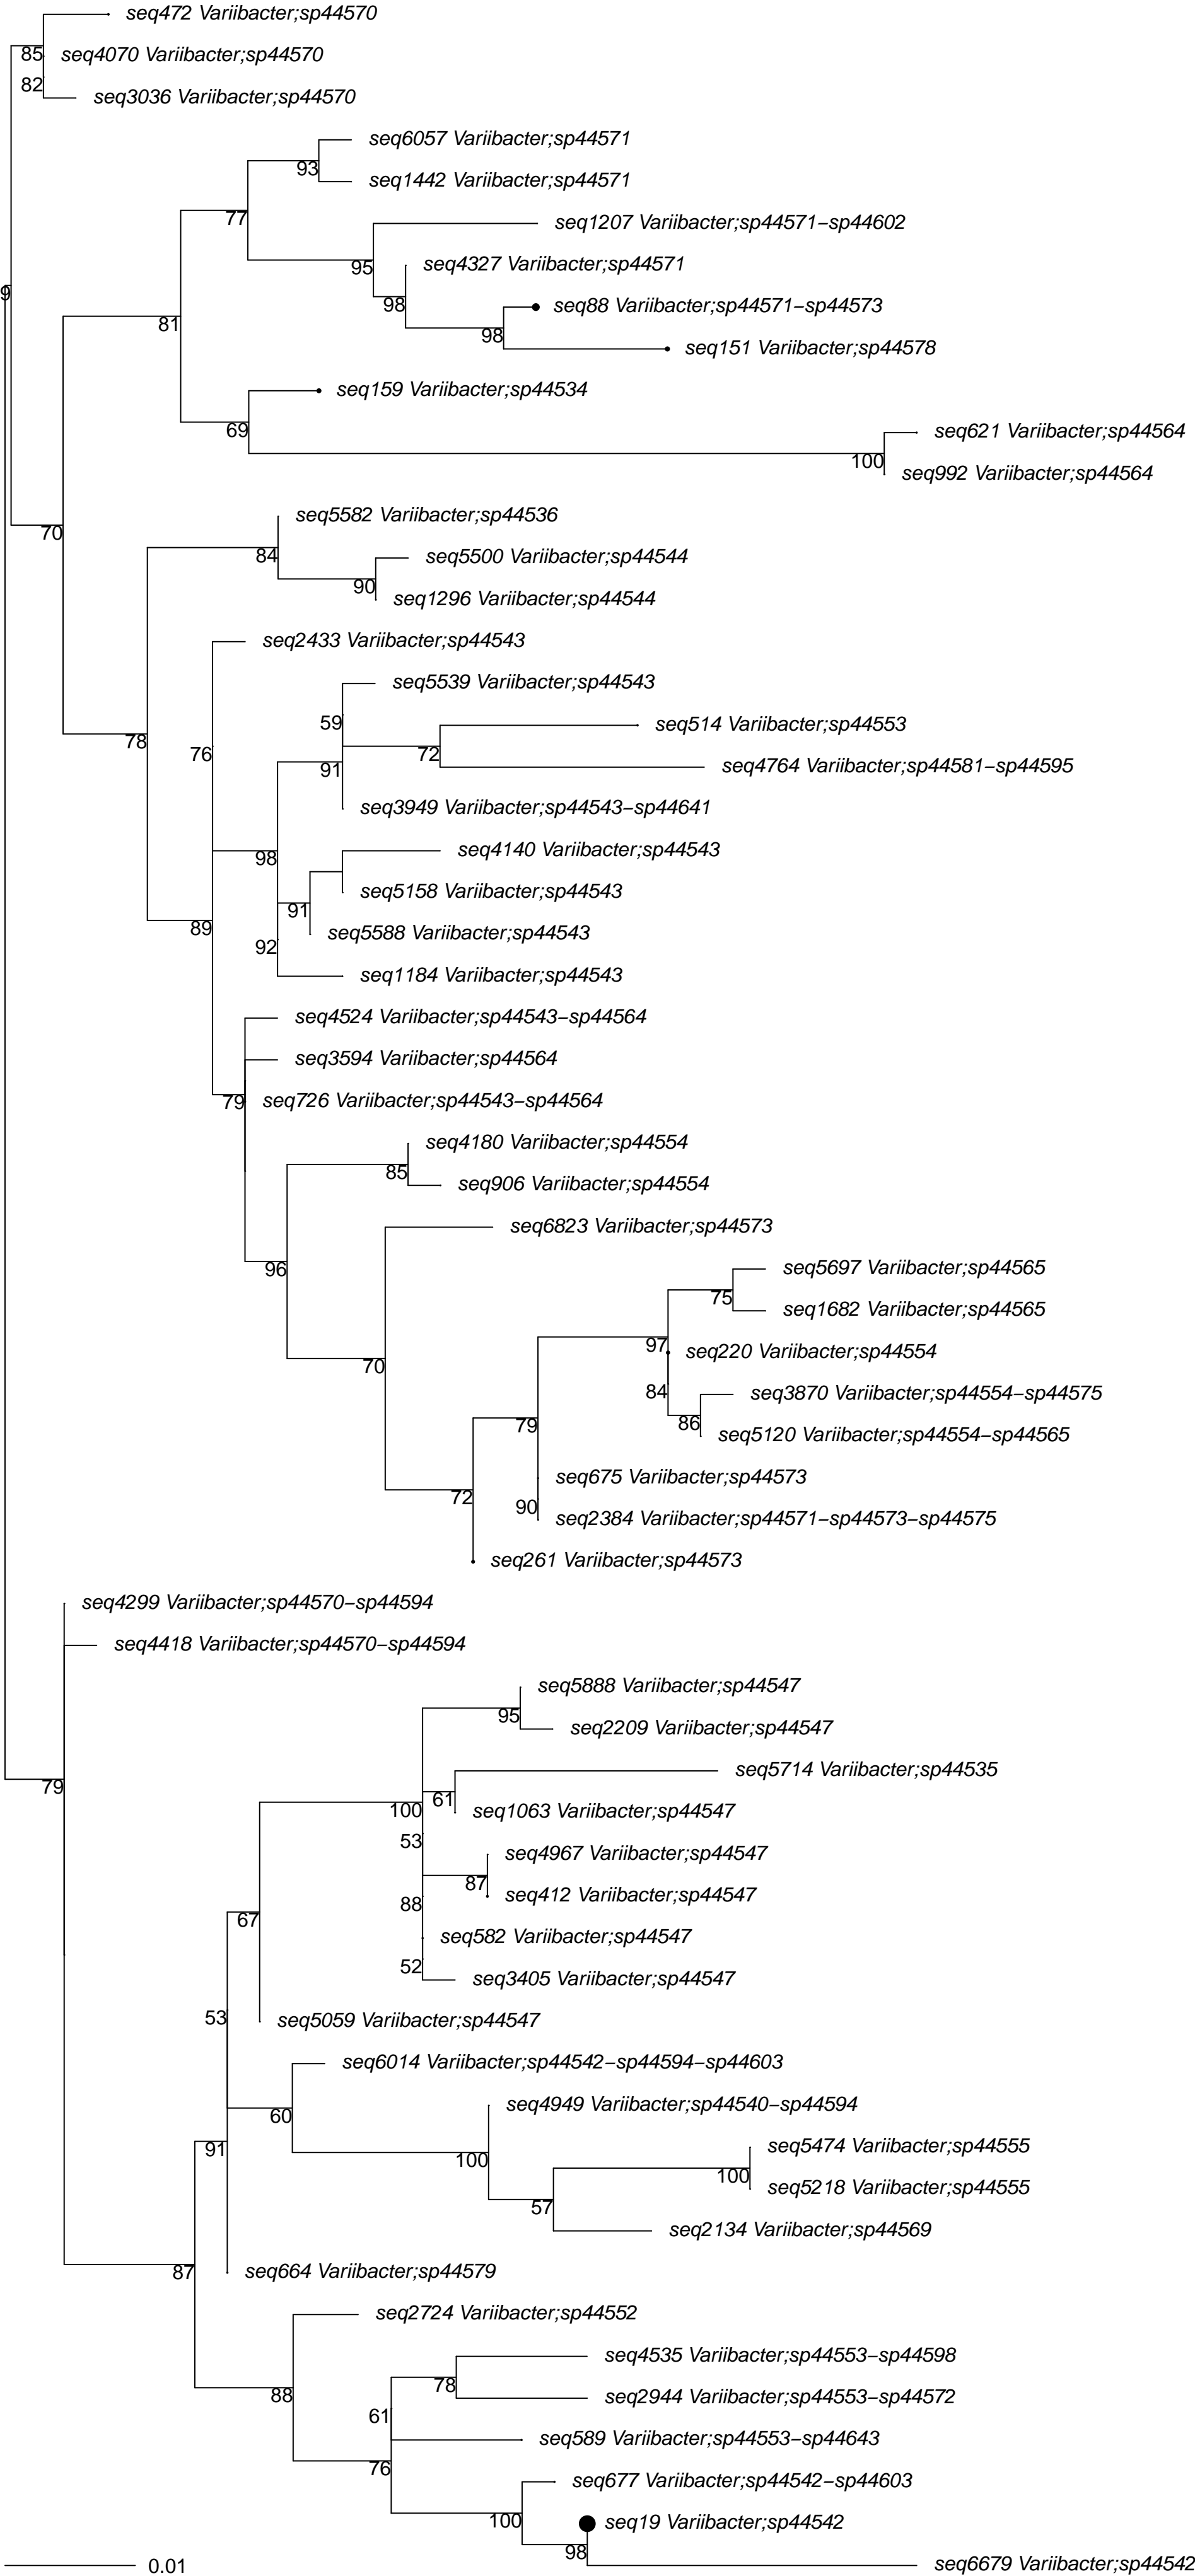 seq472 Variibacter;sp44570
85 seq4070 Variibacter;sp44570
82
seq3036 Variibacter;sp44570
seq6057 Variibacter;sp44571
93
seq1442 Variibacter;sp44571
77
seq1207 Variibacter;sp44571–sp44602
95 seq4327 Variibacter;sp44571
9
98 seq88 Variibacter;sp44571–sp44573
81
98
seq151 Variibacter;sp44578
seq159 Variibacter;sp44534
69
seq621 Variibacter;sp44564
100
seq992 Variibacter;sp44564
seq5582 Variibacter;sp44536
70
84 seq5500 Variibacter;sp44544
90
seq1296 Variibacter;sp44544
seq2433 Variibacter;sp44543
seq5539 Variibacter;sp44543
59 seq514 Variibacter;sp44553
78
76
72
91 seq4764 Variibacter;sp44581–sp44595
seq3949 Variibacter;sp44543–sp44641
98 seq4140 Variibacter;sp44543
seq5158 Variibacter;sp44543
91
89
seq5588 Variibacter;sp44543
92
seq1184 Variibacter;sp44543
seq4524 Variibacter;sp44543–sp44564
seq3594 Variibacter;sp44564
79 seq726 Variibacter;sp44543–sp44564
seq4180 Variibacter;sp44554
85
seq906 Variibacter;sp44554
seq6823 Variibacter;sp44573
96 seq5697 Variibacter;sp44565
75
seq1682 Variibacter;sp44565
97
seq220 Variibacter;sp44554
70
84 seq3870 Variibacter;sp44554–sp44575
79 86
seq5120 Variibacter;sp44554–sp44565
seq675 Variibacter;sp44573
72
90
seq2384 Variibacter;sp44571–sp44573–sp44575
seq261 Variibacter;sp44573
seq4299 Variibacter;sp44570–sp44594
seq4418 Variibacter;sp44570–sp44594
seq5888 Variibacter;sp44547
95
seq2209 Variibacter;sp44547
seq5714 Variibacter;sp44535
79
61
100 seq1063 Variibacter;sp44547
53
seq4967 Variibacter;sp44547
87
seq412 Variibacter;sp44547
88
67
seq582 Variibacter;sp44547
52
seq3405 Variibacter;sp44547
53
seq5059 Variibacter;sp44547
seq6014 Variibacter;sp44542–sp44594–sp44603
seq4949 Variibacter;sp44540–sp44594
60
91 seq5474 Variibacter;sp44555
100
100
seq5218 Variibacter;sp44555
57
seq2134 Variibacter;sp44569
87 seq664 Variibacter;sp44579
seq2724 Variibacter;sp44552
seq4535 Variibacter;sp44553–sp44598
78
88 seq2944 Variibacter;sp44553–sp44572
61
seq589 Variibacter;sp44553–sp44643
76
seq677 Variibacter;sp44542–sp44603
100 seq19 Variibacter;sp44542
98
0.01 seq6679 Variibacter;sp44542